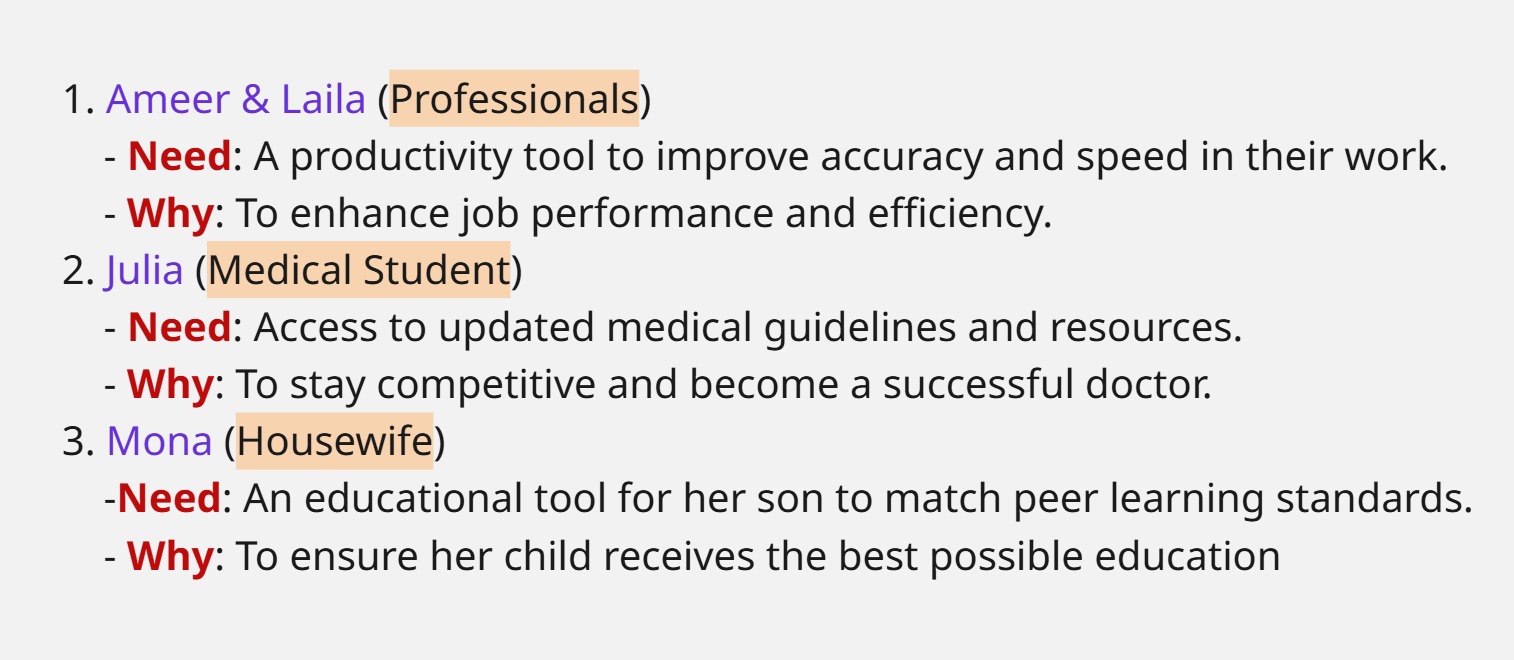 1. Ameer & Laila (Professionals)
- Need: A productivity tool to improve accuracy and speed in their work.
- Why: To enhance job performance and efficiency.
2. Julia (Medical Student)
- Need: Access to updated medical guidelines and resources.
- Why: To stay competitive and become a successful doctor.
3. Mona (Housewife)
-Need: An educational tool for her son to match peer learning standards.
- Why: To ensure her child receives the best possible education